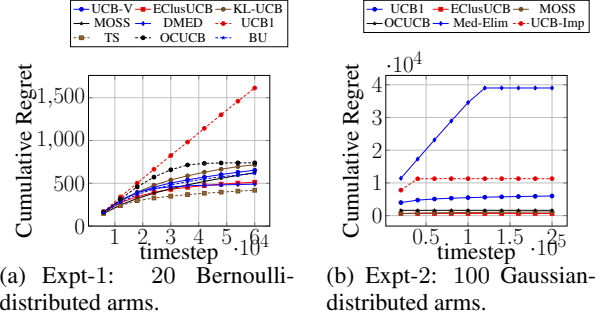 UCB-V EClusUCB KL-UCB
MOSS DMED UCB1
TS OCUCB BU
Cumulative Regret
1,500
1,000
500
0
1 2 3 4 5 6
timestep ·10^4
(a) Expt-1: 20 Bernoulli-
distributed arms.
UCB1 EClusUCB MOSS
OCUCB Med-Elim UCB-Imp
·10^4
Cumulative Regret
4
3
2
1
0
0.5 1 1.5 2
timestep ·10^5
(b) Expt-2: 100 Gaussian-
distributed arms.